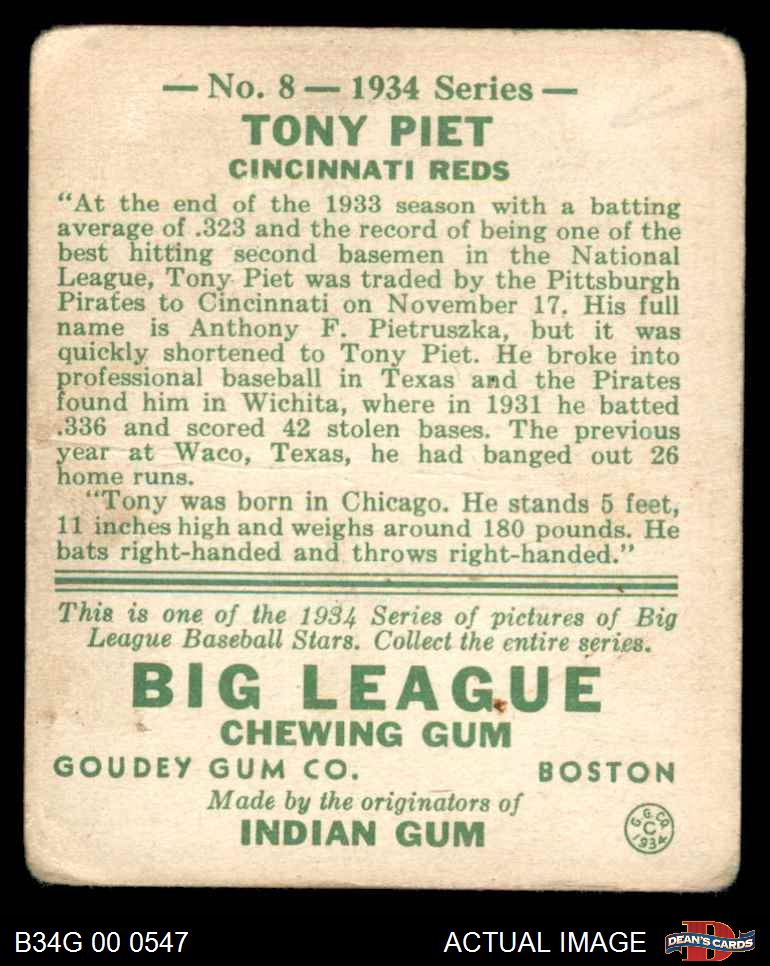 — No. 8 — 1934 Series —
TONY PIET
CINCINNATI REDS
"At the end of the 1933 season with a batting
average of .323 and the record of being one of the
best hitting second basemen in the National
League, Tony Piet was traded by the Pittsburgh
Pirates to Cincinnati on November 17. His full
name is Anthony F. Pietruszka, but it was
quickly shortened to Tony Piet. He broke into
professional baseball in Texas and the Pirates
found him in Wichita, where in 1931 he batted
.336 and scored 42 stolen bases. The previous
year at Waco, Texas, he had banged out 26
home runs.
"Tony was born in Chicago. He stands 5 feet,
11 inches high and weighs around 180 pounds. He
bats right-handed and throws right-handed."
This is one of the 1934 Series of pictures of Big
League Baseball Stars. Collect the entire series.
BIG LEAGUE
CHEWING GUM
GOUDEY GUM CO. BOSTON
Made by the originators of
INDIAN GUM
G. G. CO.
C
1934
B34G 00 0547 ACTUAL IMAGE D DEAN'S CARDS